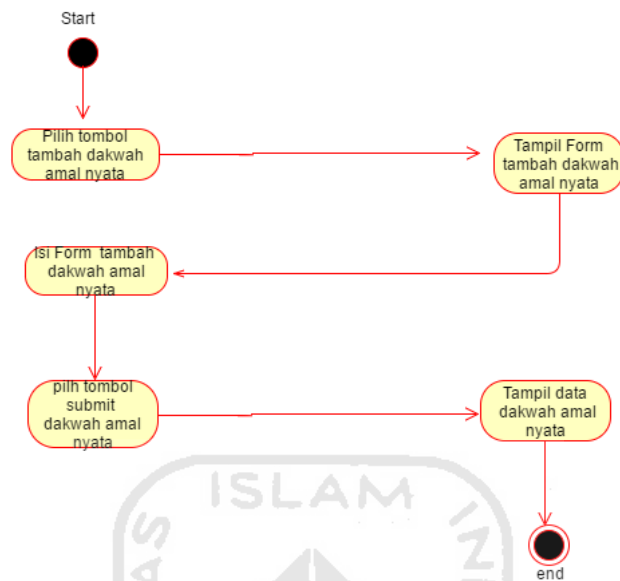 Start
Pilih tombol
tambah dakwah
amal nyata
Tampil Form
tambah dakwah
amal nyata
Isi Form tambah
dakwah amal
nyata
pilh tombol
submit
dakwah amal
nyata
Tampil data
dakwah amal
nyata
ISLAM
end